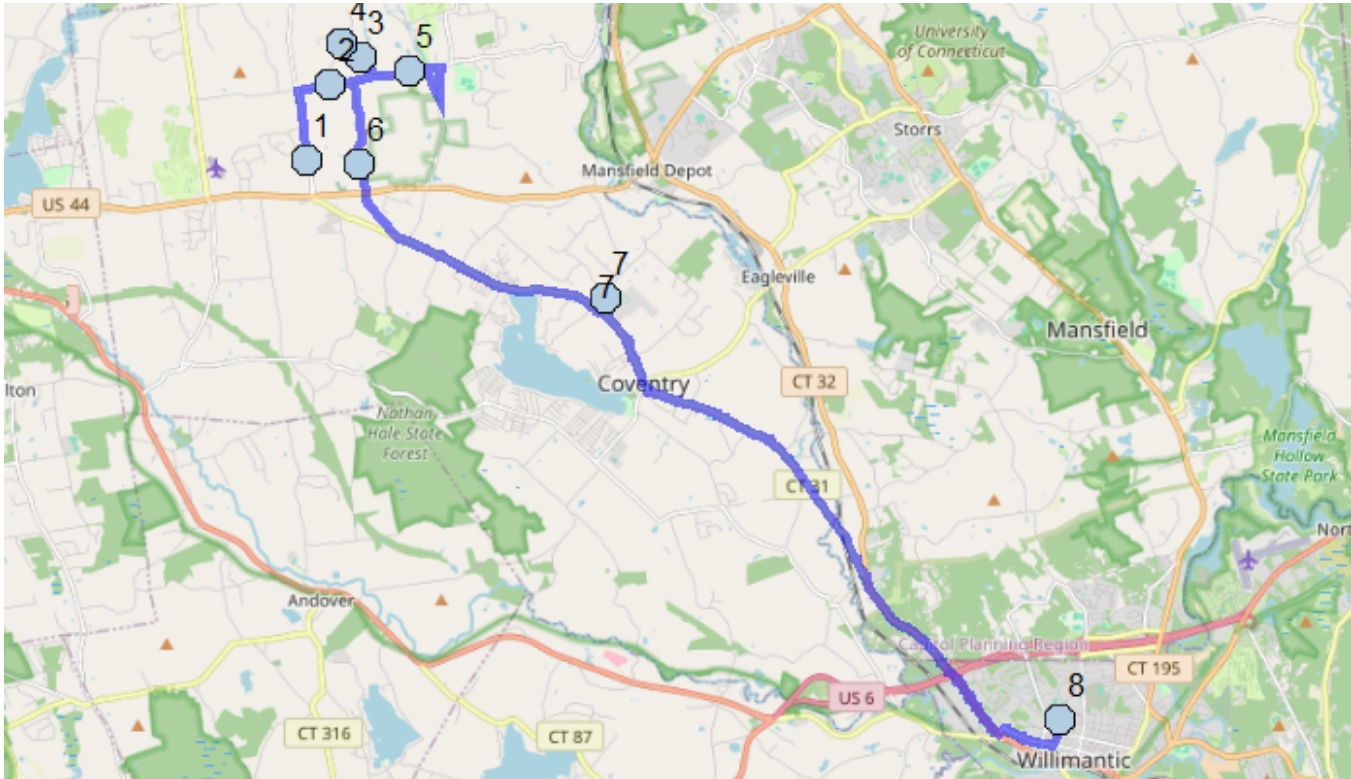 4
3
2
5
University
of Connecticut
1
6
Storrs
Mansfield Depot
US 44
7
7
Eagleville
Mansfield
lton
Coventry
CT 32
Nathan
Hale State
Forest
Mansfield
Hollow
State Park
CT 31
Nort
Andover
Capitol Planning Region
CT 195
8
US 6
CT 316
CT 87
Willimantic